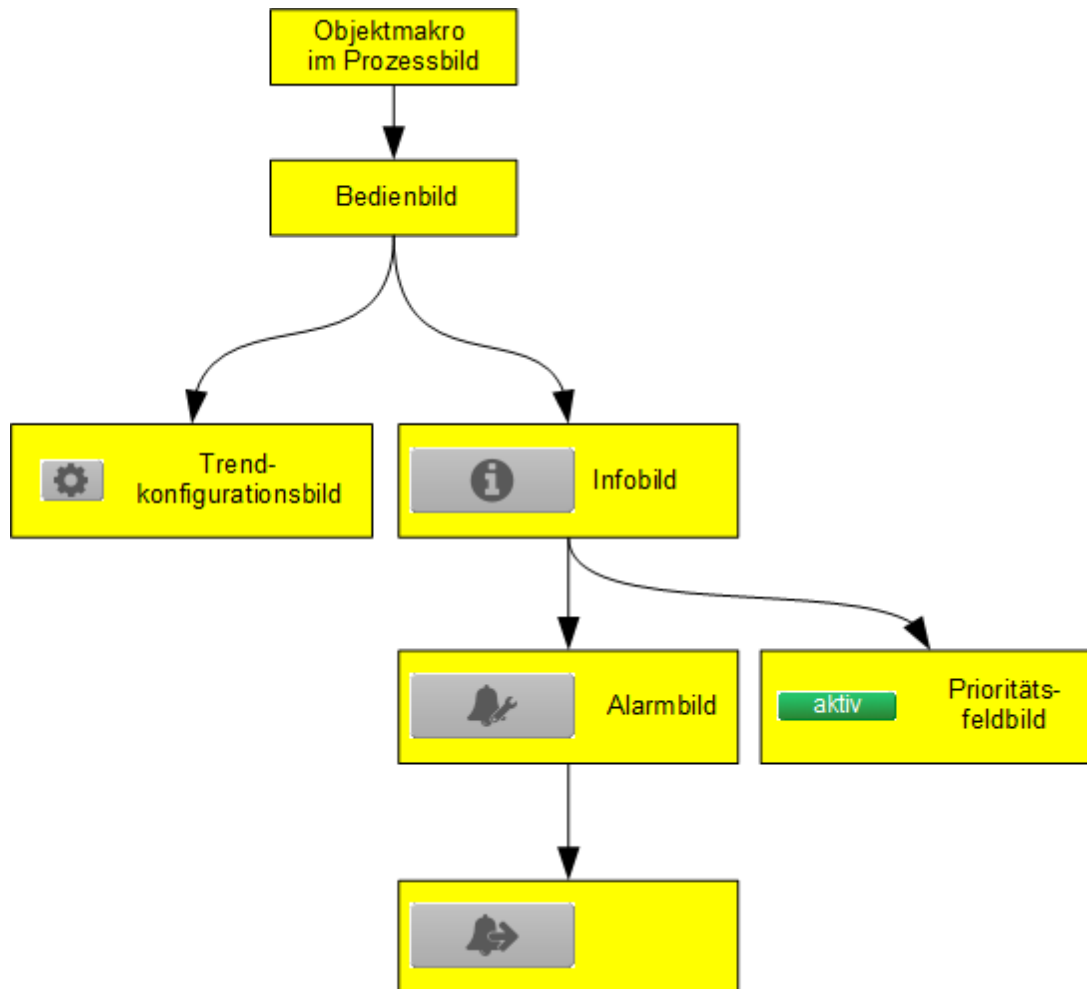 Objektmakro
im Prozessbild
Bedienbild
Trend-
konfigurationsbild
Infobild
Alarmbild
aktiv
Prioritäts-
feldbild